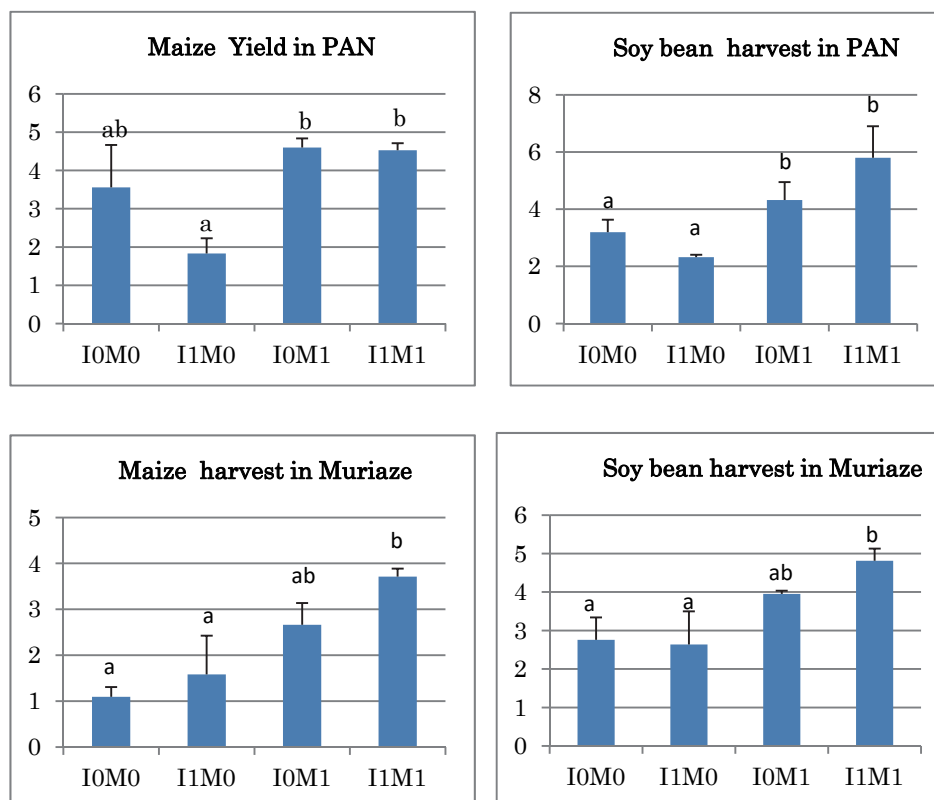 Maize Yield in PAN
6
5
4
3
2
1
0
ab
a
b
b
I0M0 I1M0 I0M1 I1M1
Soy bean harvest in PAN
8
6
4
2
0
a
a
b
b
I0M0 I1M0 I0M1 I1M1
Maize harvest in Muriaze
5
4
3
2
1
0
a
a
ab
b
I0M0 I1M0 I0M1 I1M1
Soy bean harvest in Muriaze
6
5
4
3
2
1
0
a
a
ab
b
I0M0 I1M0 I0M1 I1M1